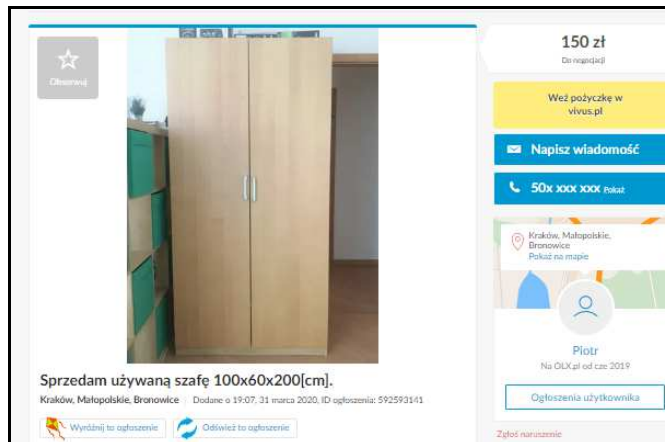 Obserwuj
150 zł
Do negocjacji
Weź pożyczkę w
vivus.pl
Napisz wiadomość
50x xxx xxx Pokaż
Kraków, Małopolskie,
Bronowice
Pokaż na mapie
Piotr
Na OLX.pl od cze 2019
Ogłoszenia użytkownika
Zgłoś naruszenie
Sprzedam używaną szafę 100x60x200[cm].
Kraków, Małopolskie, Bronowice | Dodane o 19:07, 31 marca 2020, ID ogłoszenia: 592593141
Wyróżnij to ogłoszenie
Odśwież to ogłoszenie